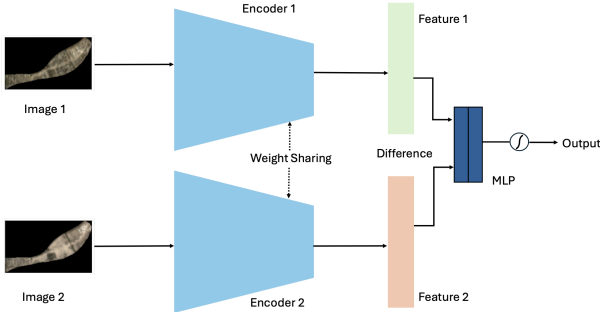 Encoder 1
Feature 1
Image 1
Weight Sharing
Difference
Output
MLP
Image 2
Encoder 2
Feature 2